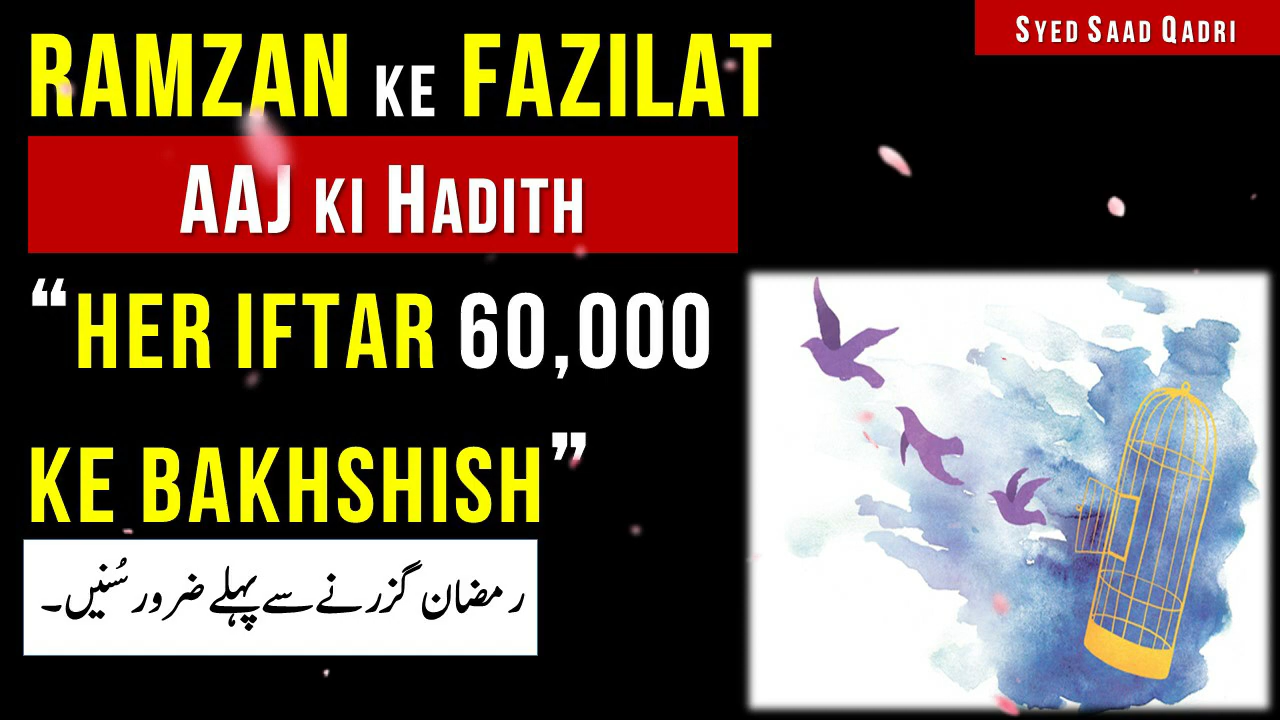 Syed Saad Qadri
RAMZAN KE FAZILAT
AAJ KI HADITH
“HER IFTAR 60,000
KE BAKHSHISH”
رمضان گزرنے سے پہلے ضرور سُنیں۔